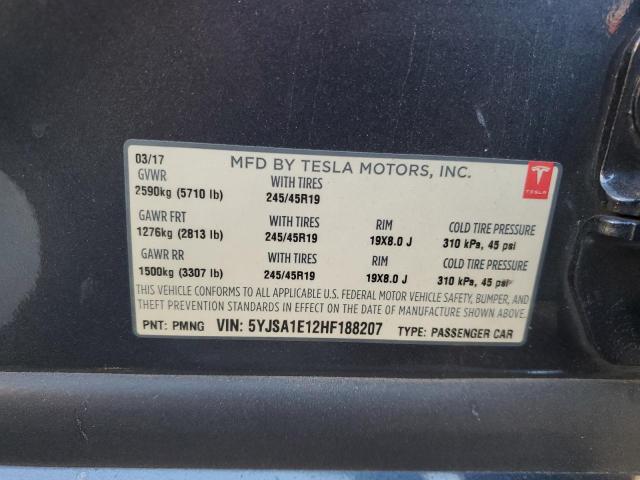 03/17 MFD BY TESLA MOTORS, INC.
TESLA
GVWR WITH TIRES
2590kg (5710 lb) 245/45R19
GAWR FRT WITH TIRES RIM COLD TIRE PRESSURE
1276kg (2813 lb) 245/45R19 19X8.0 J 310 kPa, 45 psi
GAWR RR WITH TIRES RIM COLD TIRE PRESSURE
1500kg (3307 lb) 245/45R19 19X8.0 J 310 kPa, 45 psi
THIS VEHICLE CONFORMS TO ALL APPLICABLE U.S. FEDERAL MOTOR VEHICLE SAFETY, BUMPER, AND
THEFT PREVENTION STANDARDS IN EFFECT ON THE DATE OF MANUFACTURE SHOWN ABOVE.
PNT: PMNG VIN: 5YJSA1E12HF188207 TYPE: PASSENGER CAR